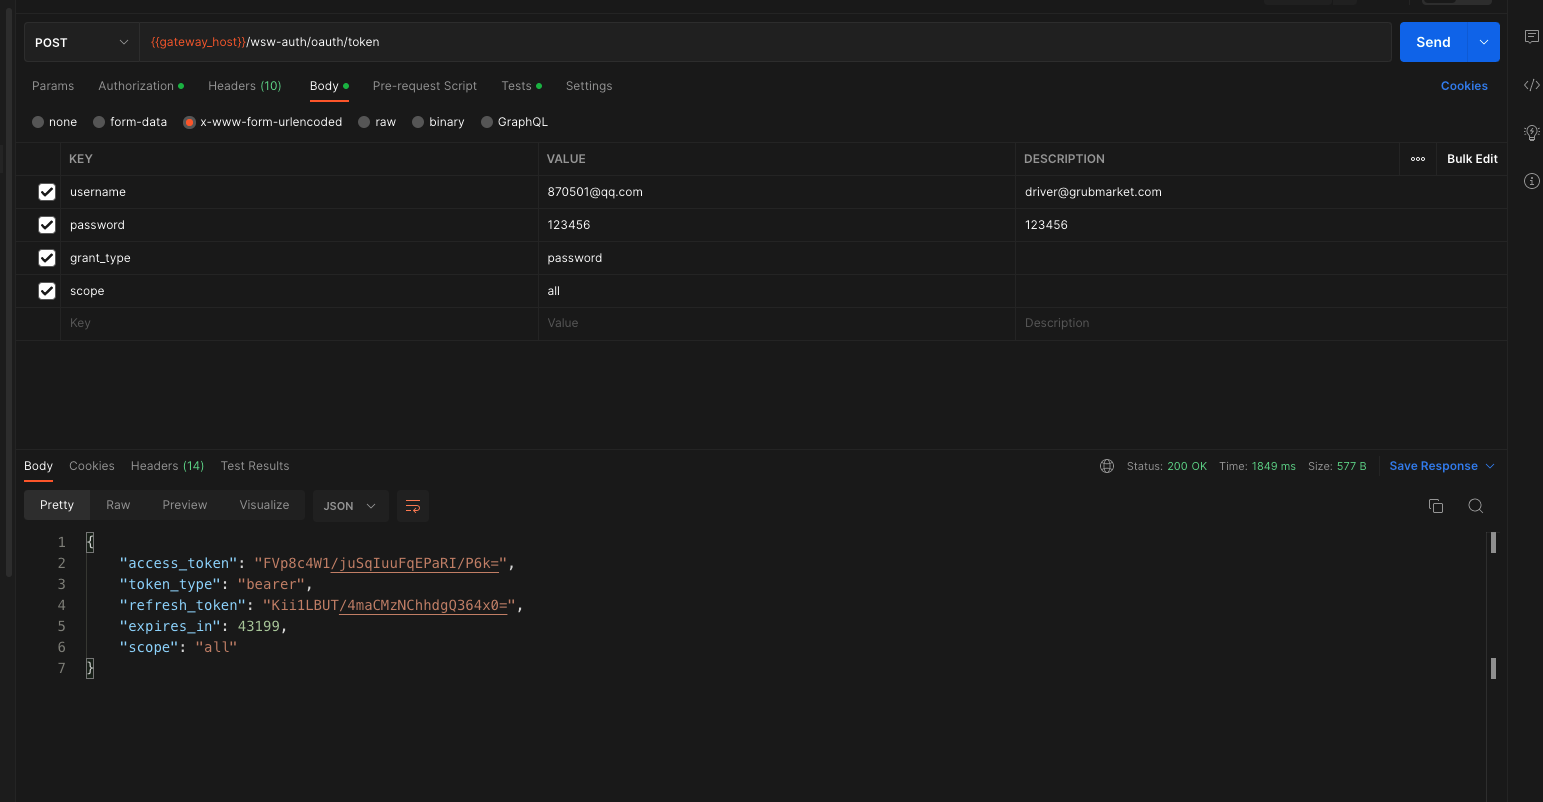 POST {{gateway_host}}/wsw-auth/oauth/token Send
Params Authorization Headers (10) Body Pre-request Script Tests Settings Cookies
none form-data x-www-form-urlencoded raw binary GraphQL
KEY VALUE DESCRIPTION ooo Bulk Edit
username 870501@qq.com driver@grubmarket.com
password 123456 123456
grant_type password
scope all
Key Value Description
Body Cookies Headers (14) Test Results Status: 200 OK Time: 1849 ms Size: 577 B Save Response
Pretty Raw Preview Visualize JSON
1 {
2 "access_token": "FVp8c4W1/juSqIuuFqEPaRI/P6k=",
3 "token_type": "bearer",
4 "refresh_token": "Kii1LBUT/4maCMzNChhdgQ364x0=",
5 "expires_in": 43199,
6 "scope": "all"
7 }